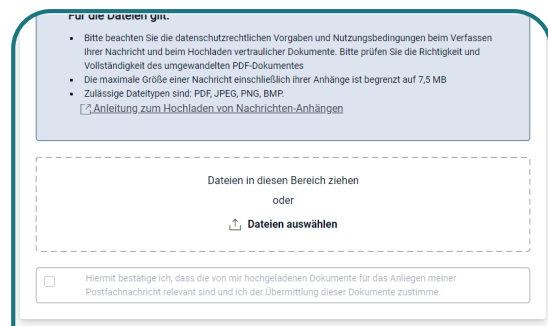 Für die Dateien gilt:
Bitte beachten Sie die datenschutzrechtlichen Vorgaben und Nutzungsbedingungen beim Verfassen
Ihrer Nachricht und beim Hochladen vertraulicher Dokumente. Bitte prüfen Sie die Richtigkeit und
Vollständigkeit des umgewandelten PDF-Dokumentes
Die maximale Größe einer Nachricht einschließlich ihrer Anhänge ist begrenzt auf 7,5 MB
Zulässige Dateitypen sind: PDF, JPEG, PNG, BMP.
Anleitung zum Hochladen von Nachrichten-Anhängen
Dateien in diesen Bereich ziehen
oder
Dateien auswählen
Hiermit bestätige ich, dass die von mir hochgeladenen Dokumente für das Anliegen meiner
Postfachnachricht relevant sind und ich der Übermittlung dieser Dokumente zustimme.